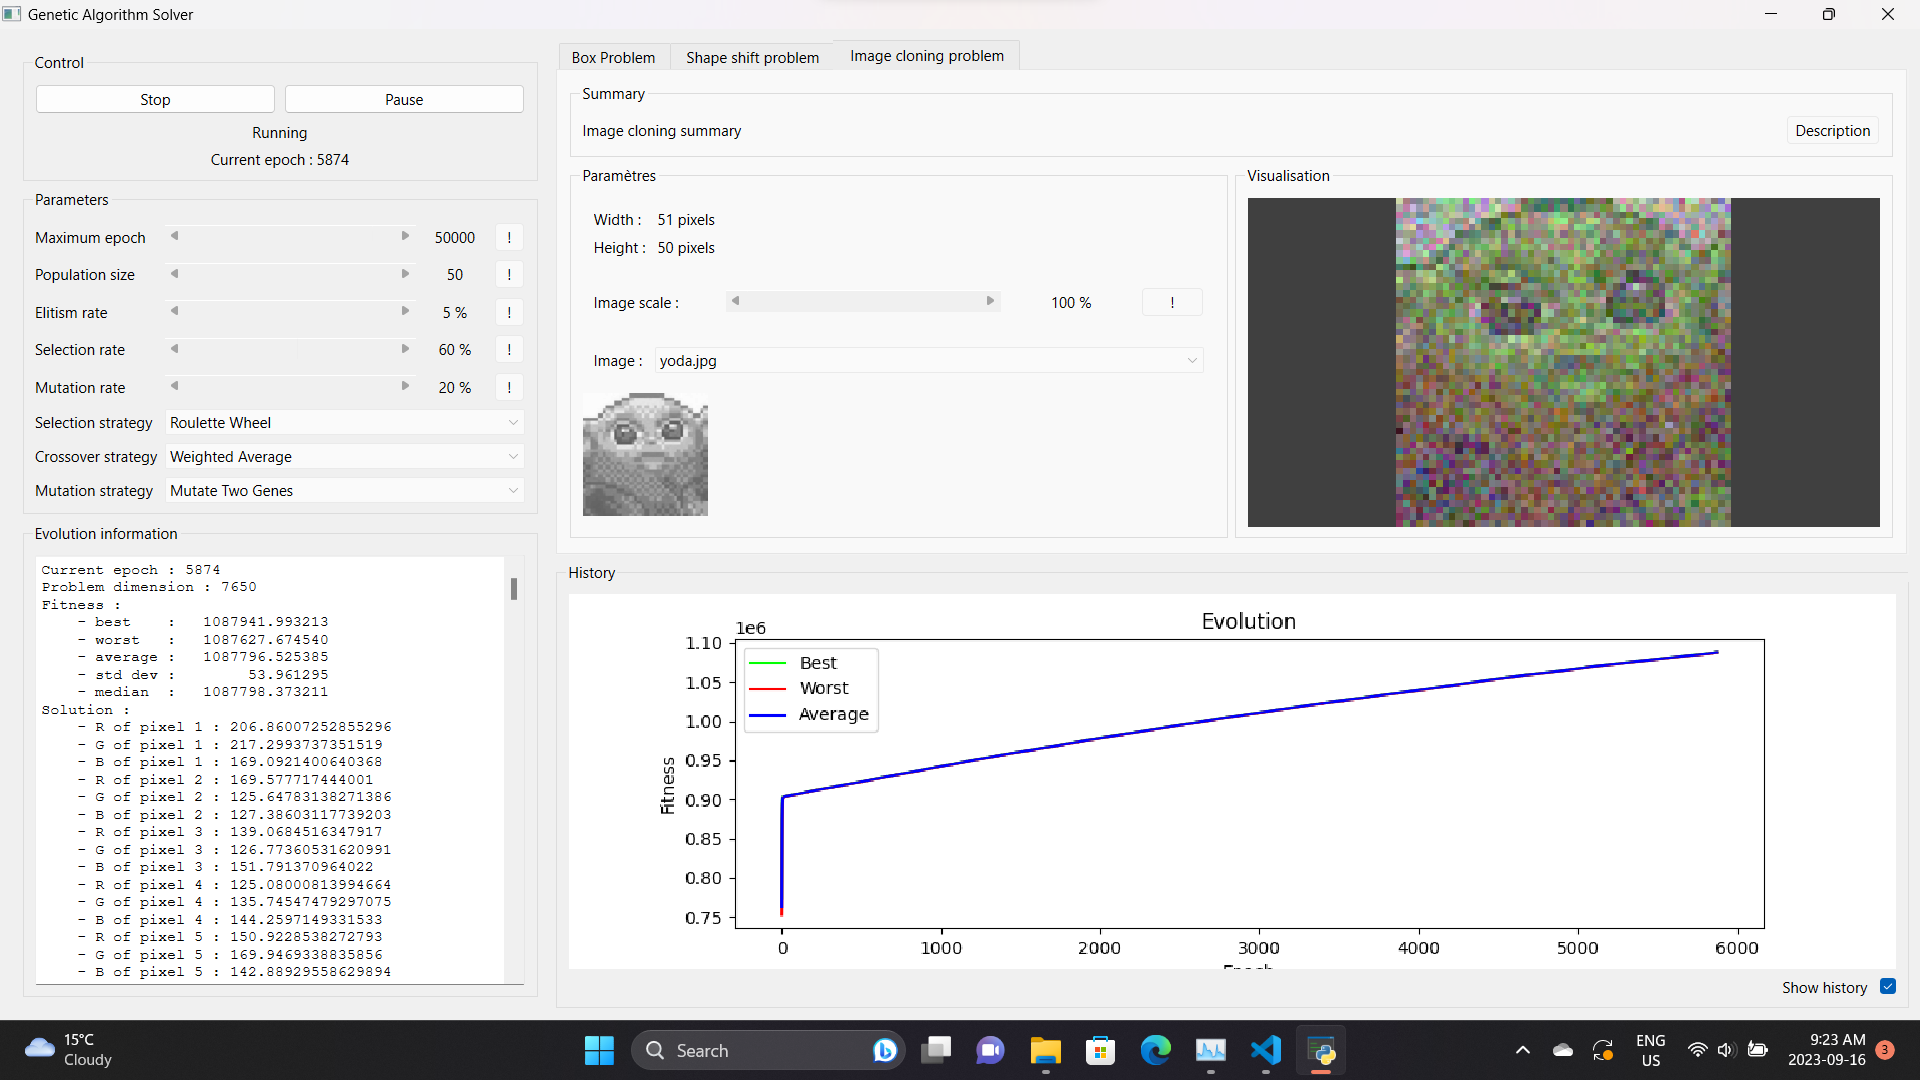 Genetic Algorithm Solver
Control
Stop Pause
Running
Current epoch : 5874
Parameters
Maximum epoch 50000 !
Population size 50 !
Elitism rate 5 % !
Selection rate 60 % !
Mutation rate 20 % !
Selection strategy Roulette Wheel
Crossover strategy Weighted Average
Mutation strategy Mutate Two Genes
Evolution information
Current epoch : 5874
Problem dimension : 7650
Fitness :
- best : 1087941.993213
- worst : 1087627.674540
- average : 1087796.525385
- std dev : 53.961295
- median : 1087798.373211
Solution :
- R of pixel 1 : 206.86007252855296
- G of pixel 1 : 217.2993737351519
- B of pixel 1 : 169.0921400640368
- R of pixel 2 : 169.577717444001
- G of pixel 2 : 125.64783138271386
- B of pixel 2 : 127.38603117739203
- R of pixel 3 : 139.0684516347917
- G of pixel 3 : 126.77360531620991
- B of pixel 3 : 151.791370964022
- R of pixel 4 : 125.08000813994664
- G of pixel 4 : 135.74547479297075
- B of pixel 4 : 144.2597149331533
- R of pixel 5 : 150.9228538272793
- G of pixel 5 : 169.9469338835856
- B of pixel 5 : 142.88929558629894
Box Problem Shape shift problem Image cloning problem
Summary
Image cloning summary Description
Paramètres
Width : 51 pixels
Height : 50 pixels
Image scale : 100 % !
Image : yoda.jpg
Visualisation
History
Evolution
1e6
1.10
1.05
1.00
0.95
0.90
0.85
0.80
0.75
Fitness
Best
Worst
Average
0 1000 2000 3000 4000 5000 6000
Epoch
Show history
15°C
Cloudy
Search
ENG
US
9:23 AM
2023-09-16
3